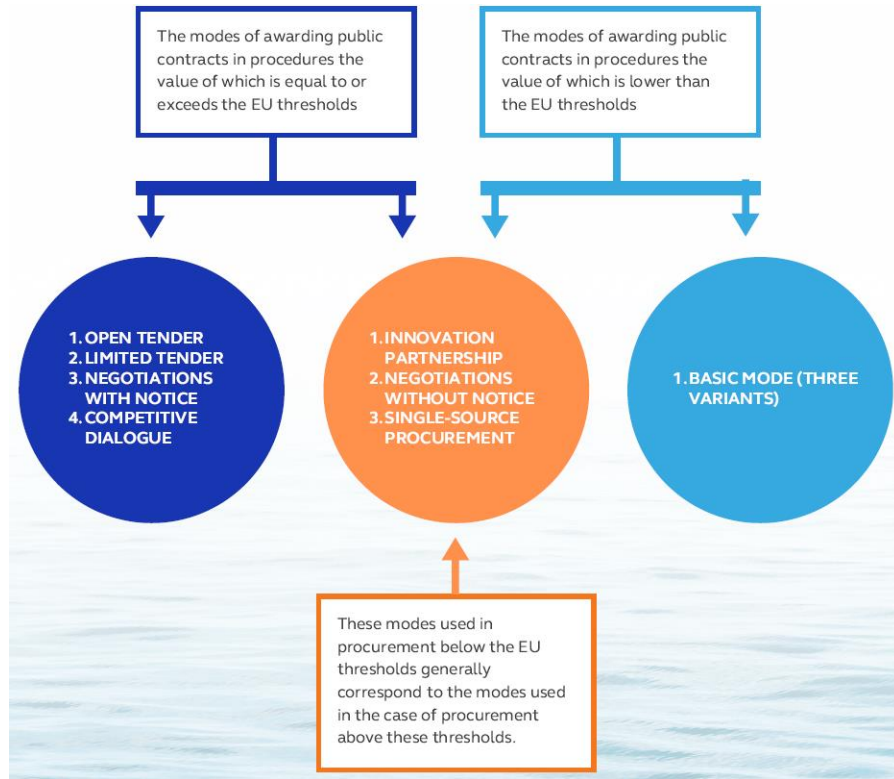 The modes of awarding public
contracts in procedures the
value of which is equal to or
exceeds the EU thresholds
The modes of awarding public
contracts in procedures the
value of which is lower than
the EU thresholds
1. OPEN TENDER
2. LIMITED TENDER
3. NEGOTIATIONS
WITH NOTICE
4. COMPETITIVE
DIALOGUE
1. INNOVATION
PARTNERSHIP
2. NEGOTIATIONS
WITHOUT NOTICE
3. SINGLE-SOURCE
PROCUREMENT
1. BASIC MODE (THREE
VARIANTS)
These modes used in
procurement below the EU
thresholds generally
correspond to the modes used
in the case of procurement
above these thresholds.